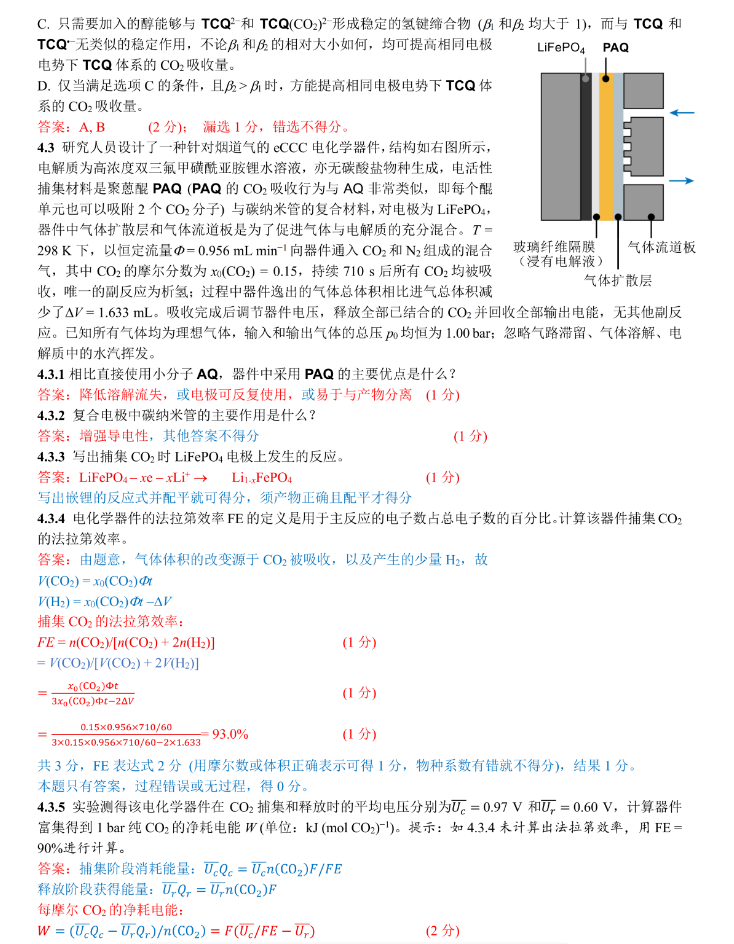 C. 只需要加入的醇能够与 TCQ²⁻和 TCQ(CO₂)²⁻形成稳定的氢键缔合物 (β₁ 和β₂ 均大于 1)，而与 TCQ 和
TCQ•⁻无类似的稳定作用，不论β₁ 和β₂ 的相对大小如何，均可提高相同电极
电势下 TCQ 体系的 CO₂ 吸收量。
D. 仅当满足选项 C 的条件，且β₂ > β₁ 时，方能提高相同电极电势下 TCQ 体
系的 CO₂ 吸收量。
答案：A, B (2 分)； 漏选 1 分，错选不得分。
4.3 研究人员设计了一种针对烟道气的 eCCC 电化学器件，结构如右图所示，
电解质为高浓度双三氟甲磺酰亚胺锂水溶液，亦无碳酸盐物种生成，电活性
捕集材料是聚蒽醌 PAQ (PAQ 的 CO₂ 吸收行为与 AQ 非常类似，即每个醌
单元也可以吸附 2 个 CO₂ 分子) 与碳纳米管的复合材料，对电极为 LiFePO₄，
器件中气体扩散层和气体流道板是为了促进气体与电解质的充分混合。T =
298 K 下，以恒定流量Φ = 0.956 mL min⁻¹ 向器件通入 CO₂ 和 N₂ 组成的混合
气，其中 CO₂ 的摩尔分数为 x₀(CO₂) = 0.15，持续 710 s 后所有 CO₂ 均被吸
收，唯一的副反应为析氢；过程中器件逸出的气体总体积相比进气总体积减
少了ΔV = 1.633 mL。吸收完成后调节器件电压，释放全部已结合的 CO₂ 并回收全部输出电能，无其他副反
应。已知所有气体均为理想气体，输入和输出气体的总压 p₀ 均恒为 1.00 bar；忽略气路滞留、气体溶解、电
解质中的水汽挥发。
LiFePO₄ PAQ
玻璃纤维隔膜
（浸有电解液）
气体流道板
气体扩散层
4.3.1 相比直接使用小分子 AQ，器件中采用 PAQ 的主要优点是什么？
答案：降低溶解流失，或电极可反复使用，或易于与产物分离 (1 分)
4.3.2 复合电极中碳纳米管的主要作用是什么？
答案：增强导电性，其他答案不得分 (1 分)
4.3.3 写出捕集 CO₂ 时 LiFePO₄ 电极上发生的反应。
答案：LiFePO₄ – xe – xLi⁺ → Li₁₋ₓFePO₄ (1 分)
写出嵌锂的反应式并配平就可得分，须产物正确且配平才得分
4.3.4 电化学器件的法拉第效率 FE 的定义是用于主反应的电子数占总电子数的百分比。计算该器件捕集 CO₂
的法拉第效率。
答案：由题意，气体体积的改变源于 CO₂ 被吸收，以及产生的少量 H₂，故
V(CO₂) = x₀(CO₂)Φt
V(H₂) = x₀(CO₂)Φt –ΔV
捕集 CO₂ 的法拉第效率：
FE = n(CO₂)/[n(CO₂) + 2n(H₂)] (1 分)
= V(CO₂)/[V(CO₂) + 2V(H₂)]
= x₀(CO₂)Φt / 3x₀(CO₂)Φt−2ΔV (1 分)
= 0.15×0.956×710/60 / 3×0.15×0.956×710/60−2×1.633 = 93.0% (1 分)
共 3 分，FE 表达式 2 分 (用摩尔数或体积正确表示可得 1 分，物种系数有错就不得分)，结果 1 分。
本题只有答案，过程错误或无过程，得 0 分。
4.3.5 实验测得该电化学器件在 CO₂ 捕集和释放时的平均电压分别为U̅c = 0.97 V 和U̅r = 0.60 V，计算器件
富集得到 1 bar 纯 CO₂ 的净耗电能 W (单位：kJ (mol CO₂)⁻¹)。提示：如 4.3.4 未计算出法拉第效率，用 FE =
90%进行计算。
答案：捕集阶段消耗能量：U̅cQc = U̅cn(CO₂)F/FE
释放阶段获得能量：U̅rQr = U̅rn(CO₂)F
每摩尔 CO₂ 的净耗电能：
W = (U̅cQc − U̅rQr)/n(CO₂) = F(U̅c/FE − U̅r) (2 分)